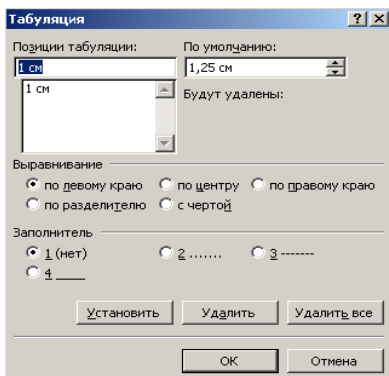 Табуляция
Позиции табуляции: По умолчанию:
1 см 1,25 см
1 см Будут удалены:
Выравнивание
по левому краю по центру по правому краю
по разделителю с чертой
Заполнитель
1 (нет) 2 ....... 3 -------
4 ____
Установить Удалить Удалить все
ОК Отмена